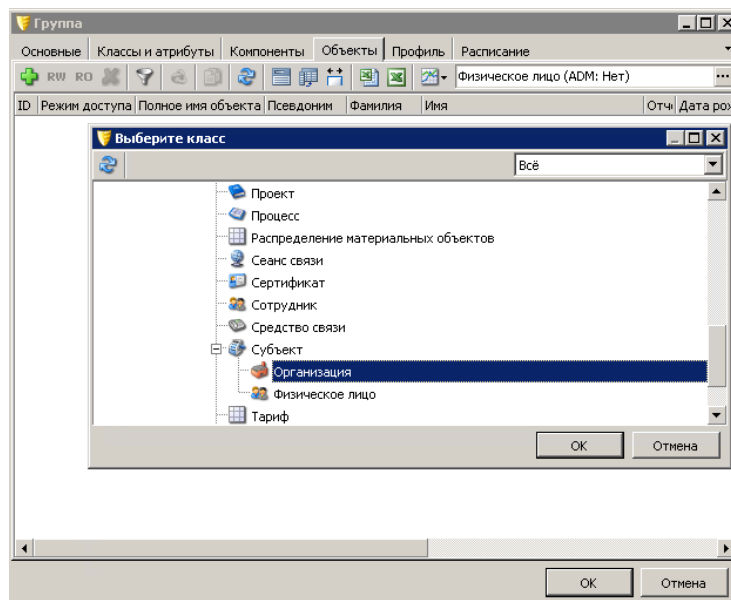 Группа
Основные Классы и атрибуты Компоненты Объекты Профиль Расписание
RW RO Физическое лицо (ADM: Нет) ...
ID Режим доступа Полное имя объекта Псевдоним Фамилия Имя Отч Дата рож
Выберите класс
Всё
Проект
Процесс
Распределение материальных объектов
Сеанс связи
Сертификат
Сотрудник
Средство связи
Субъект
Организация
Физическое лицо
Тариф
OK Отмена
OK Отмена